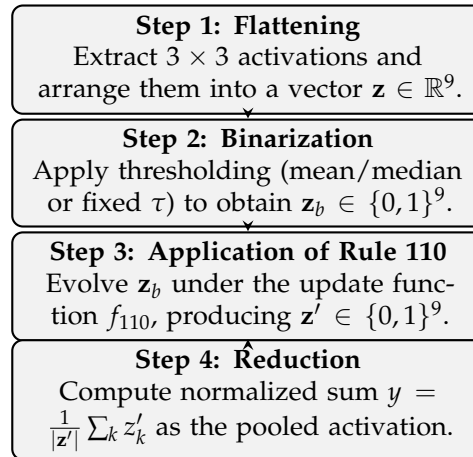 Step 1: Flattening
Extract 3 × 3 activations and
arrange them into a vector z ∈ ℝ⁹.
Step 2: Binarization
Apply thresholding (mean/median
or fixed τ) to obtain z_b ∈ {0, 1}⁹.
Step 3: Application of Rule 110
Evolve z_b under the update func-
tion f₁₁₀, producing z′ ∈ {0, 1}⁹.
Step 4: Reduction
Compute normalized sum y =
1/|z′| ∑_k z′_k as the pooled activation.